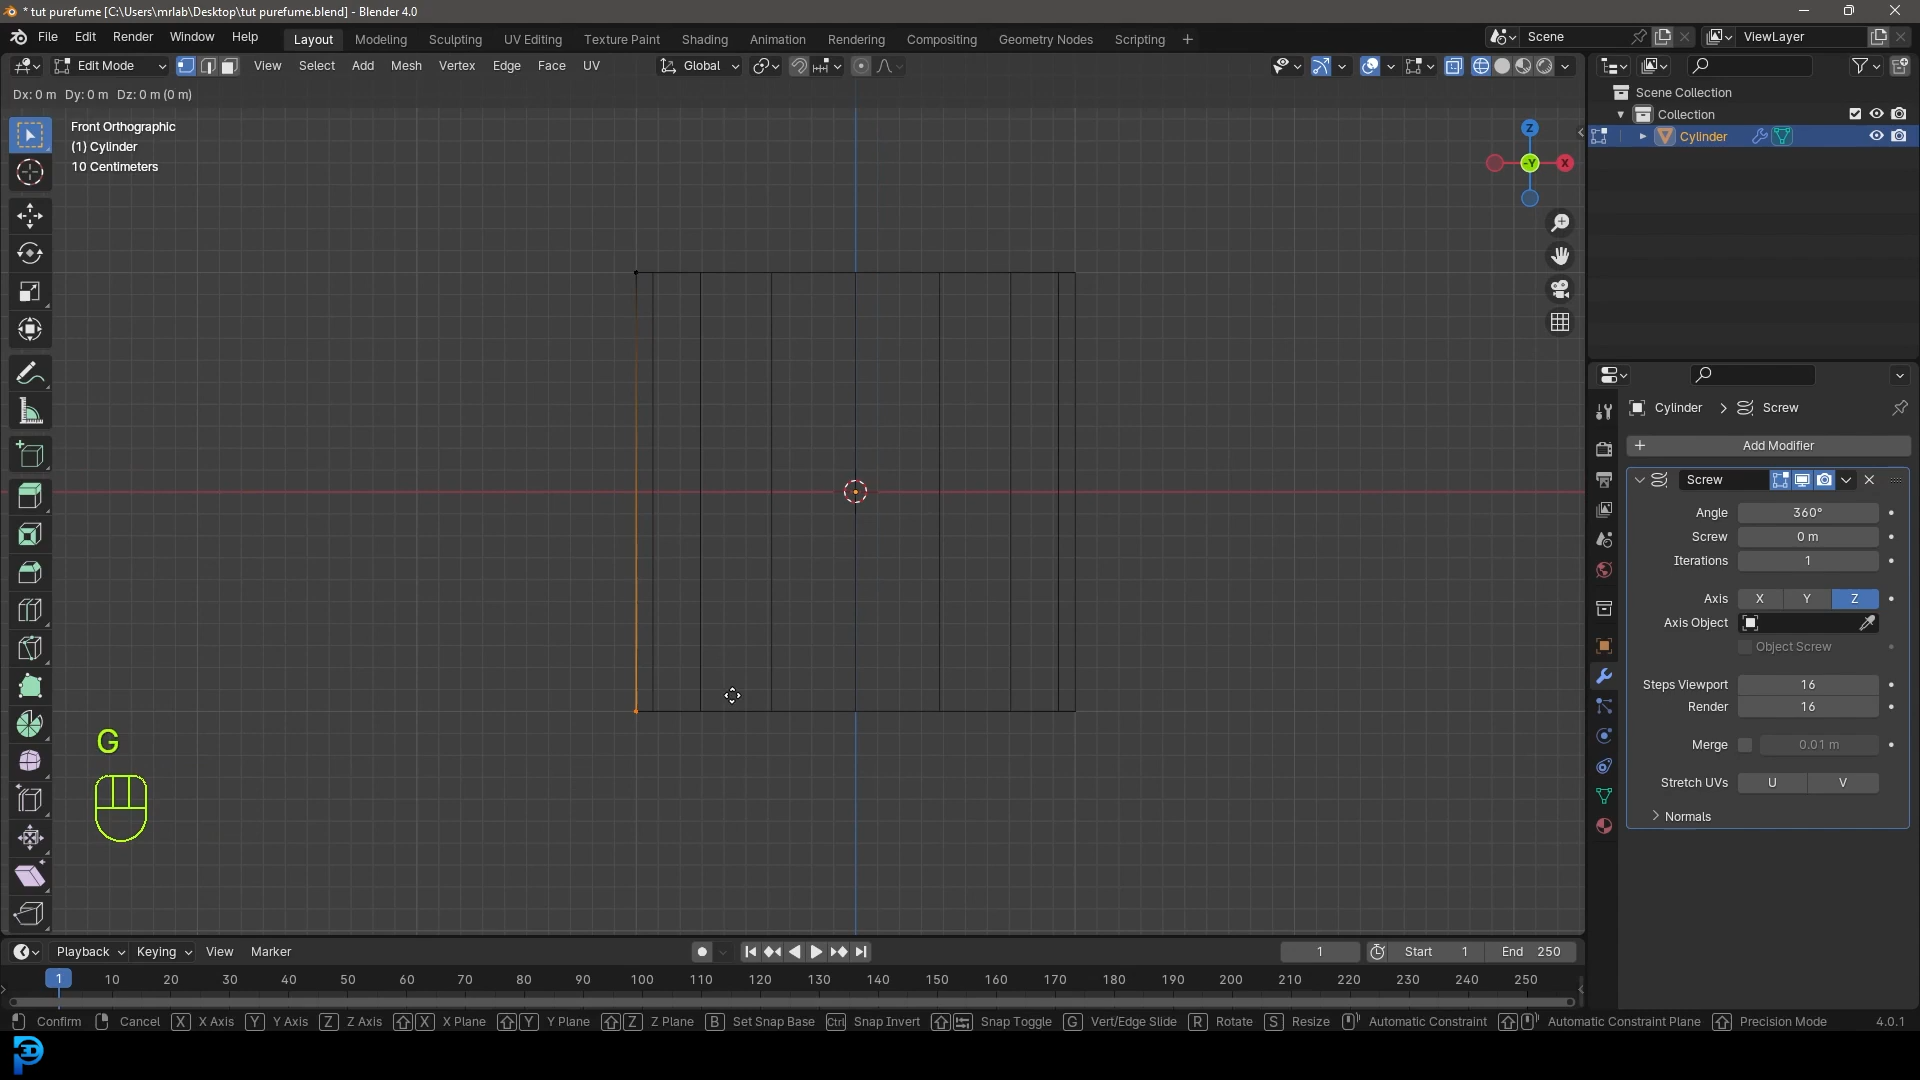 * tut purefume [C:\Users\mrlab\Desktop\tut purefume.blend] - Blender 4.0
File Edit Render Window Help Layout Modeling Sculpting UV Editing Texture Paint Shading Animation Rendering Compositing Geometry Nodes Scripting + Scene ViewLayer
Edit Mode View Select Add Mesh Vertex Edge Face UV Global
Dx: 0 m Dy: 0 m Dz: 0 m (0 m)
Front Orthographic
(1) Cylinder
10 Centimeters
Z
-Y X
Scene Collection
Collection
Cylinder
Cylinder > Screw
+ Add Modifier
Screw
Angle 360°
Screw 0 m
Iterations 1
Axis X Y Z
Axis Object
Object Screw
Steps Viewport 16
Render 16
Merge 0.01 m
Stretch UVs U V
Normals
G
Playback Keying View Marker 1 Start 1 End 250
1 10 20 30 40 50 60 70 80 90 100 110 120 130 140 150 160 170 180 190 200 210 220 230 240 250
Confirm Cancel X X Axis Y Y Axis Z Z Axis X X Plane Y Y Plane Z Z Plane B Set Snap Base Ctrl Snap Invert Snap Toggle G Vert/Edge Slide R Rotate S Resize Automatic Constraint Automatic Constraint Plane Precision Mode 4.0.1